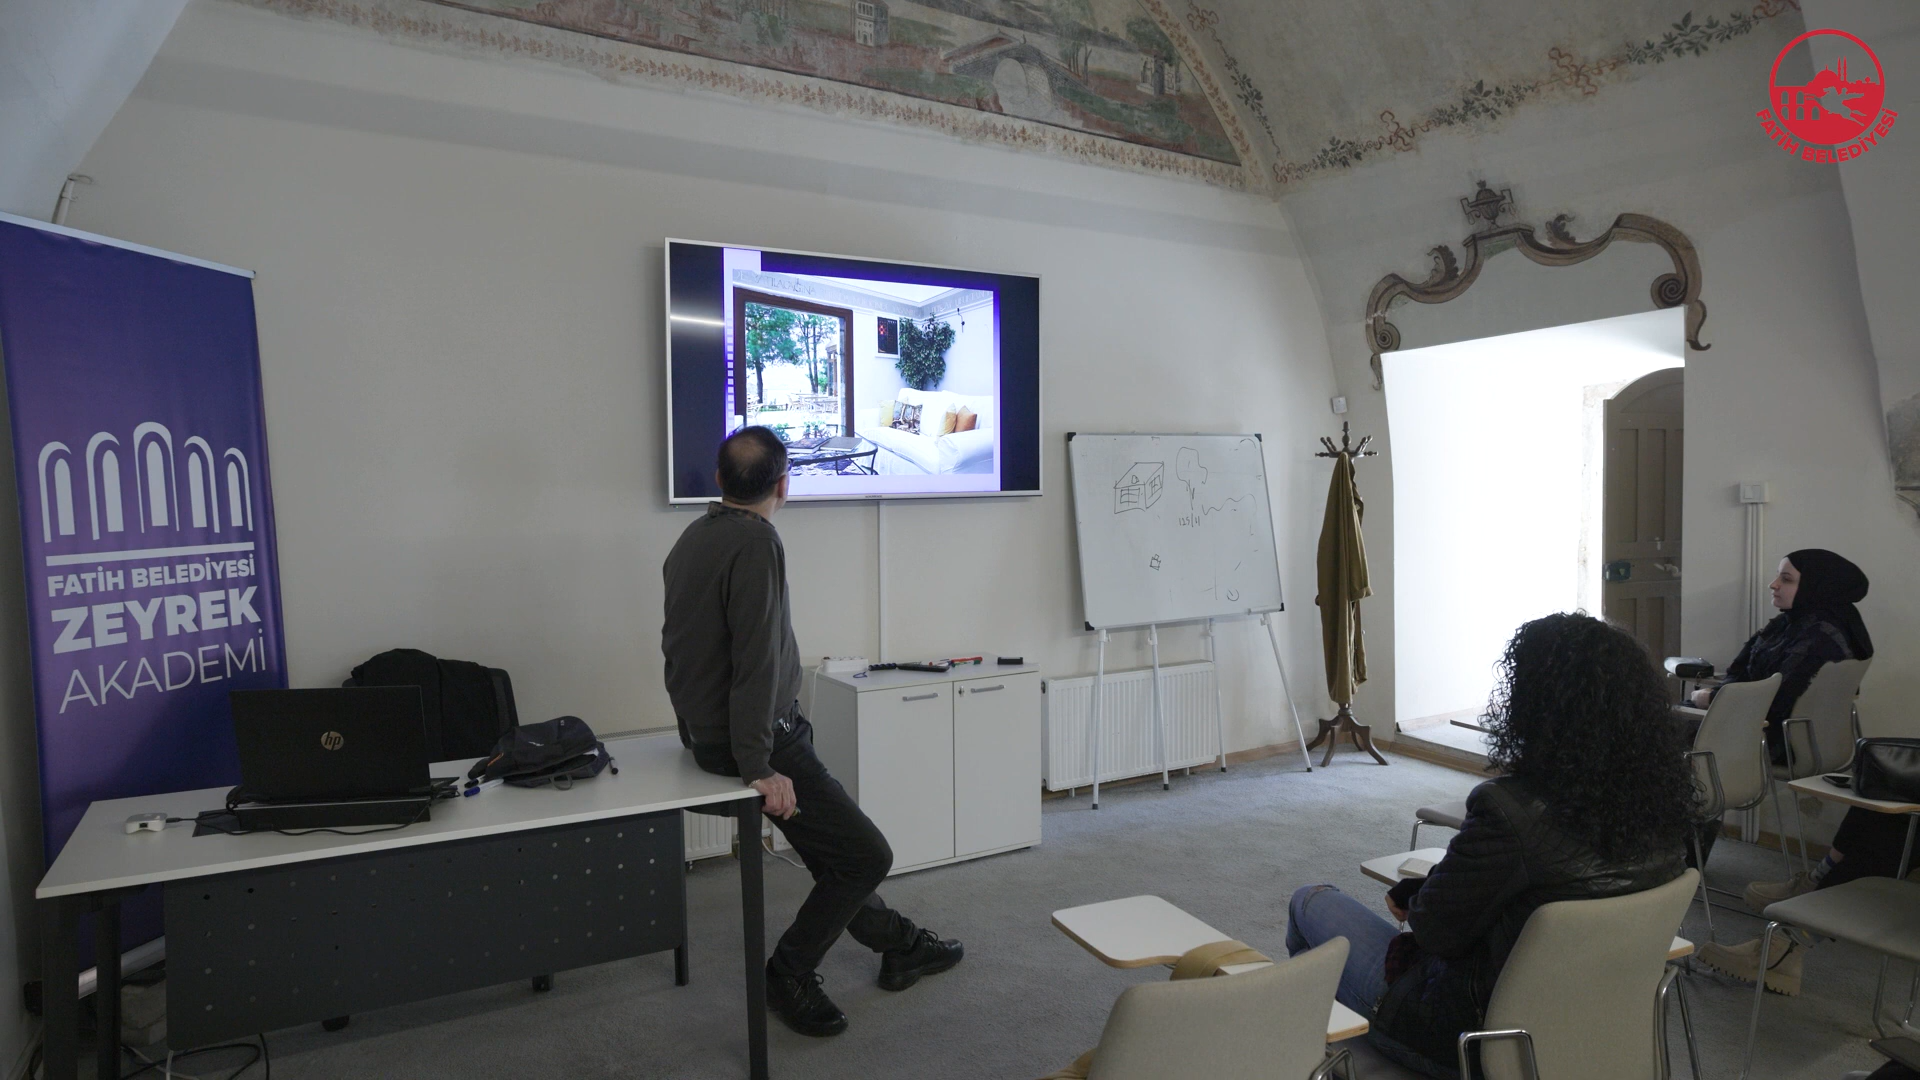 FATİH BELEDİYESİ
FATİH BELEDİYESİ
ZEYREK
AKADEMİ
hp